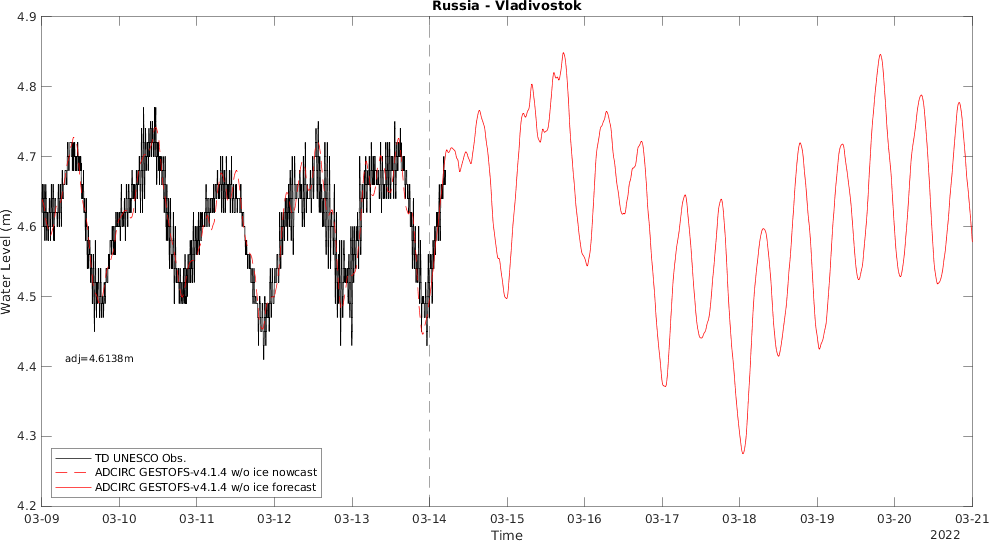 Russia - Vladivostok
4.9
4.8
4.7
4.6
4.5
4.4
4.3
4.2
Water Level (m)
adj=4.6138m
TD UNESCO Obs.
ADCIRC GESTOFS-v4.1.4 w/o ice nowcast
ADCIRC GESTOFS-v4.1.4 w/o ice forecast
03-09 03-10 03-11 03-12 03-13 03-14 03-15 03-16 03-17 03-18 03-19 03-20 03-21
Time
2022